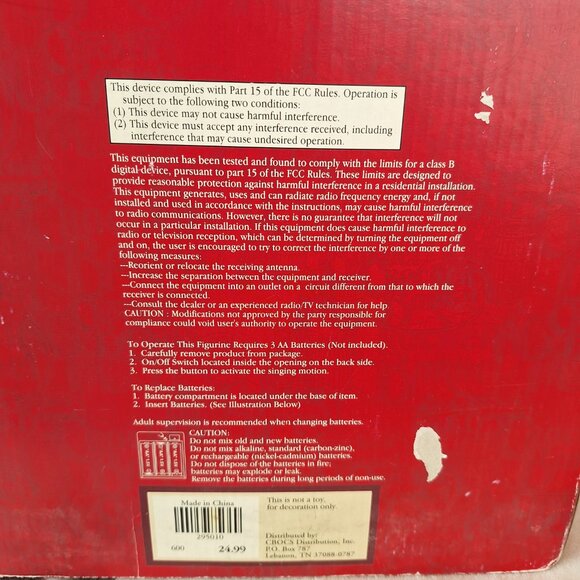 This device complies with Part 15 of the FCC Rules. Operation is
subject to the following two conditions:
(1) This device may not cause harmful interference.
(2) This device must accept any interference received, including
interference that may cause undesired operation.
This equipment has been tested and found to comply with the limits for a class B
digital device, pursuant to part 15 of the FCC Rules. These limits are designed to
provide reasonable protection against harmful interference in a residential installation.
This equipment generates, uses and can radiate radio frequency energy and, if not
installed and used in accordance with the instructions, may cause harmful interference
to radio communications. However, there is no guarantee that interference will not
occur in a particular installation. If this equipment does cause harmful interference to
radio or television reception, which can be determined by turning the equipment off
and on, the user is encouraged to try to correct the interference by one or more of the
following measures:
---Reorient or relocate the receiving antenna.
---Increase the separation between the equipment and receiver.
---Connect the equipment into an outlet on a circuit different from that to which the
receiver is connected.
---Consult the dealer or an experienced radio/TV technician for help.
CAUTION : Modifications not approved by the party responsible for
compliance could void user's authority to operate the equipment.
To Operate This Figurine Requires 3 AA Batteries (Not included).
1. Carefully remove product from package.
2. On/Off Switch located inside the opening on the back side.
3. Press the button to activate the singing motion.
To Replace Batteries:
1. Battery compartment is located under the base of item.
2. Insert Batteries. (See Illustration Below)
Adult supervision is recommended when changing batteries.
CAUTION:
Do not mix old and new batteries.
Do not mix alkaline, standard (carbon-zinc),
or rechargeable (nickel-cadmium) batteries.
Do not dispose of the batteries in fire;
batteries may explode or leak.
Remove the batteries during long periods of non-use.
Made in China
295010
600 24.99
This is not a toy,
for decoration only.
Distributed by:
CBOCS Distribution, Inc.
P.O. Box 787
Lebanon, TN 37088-0787